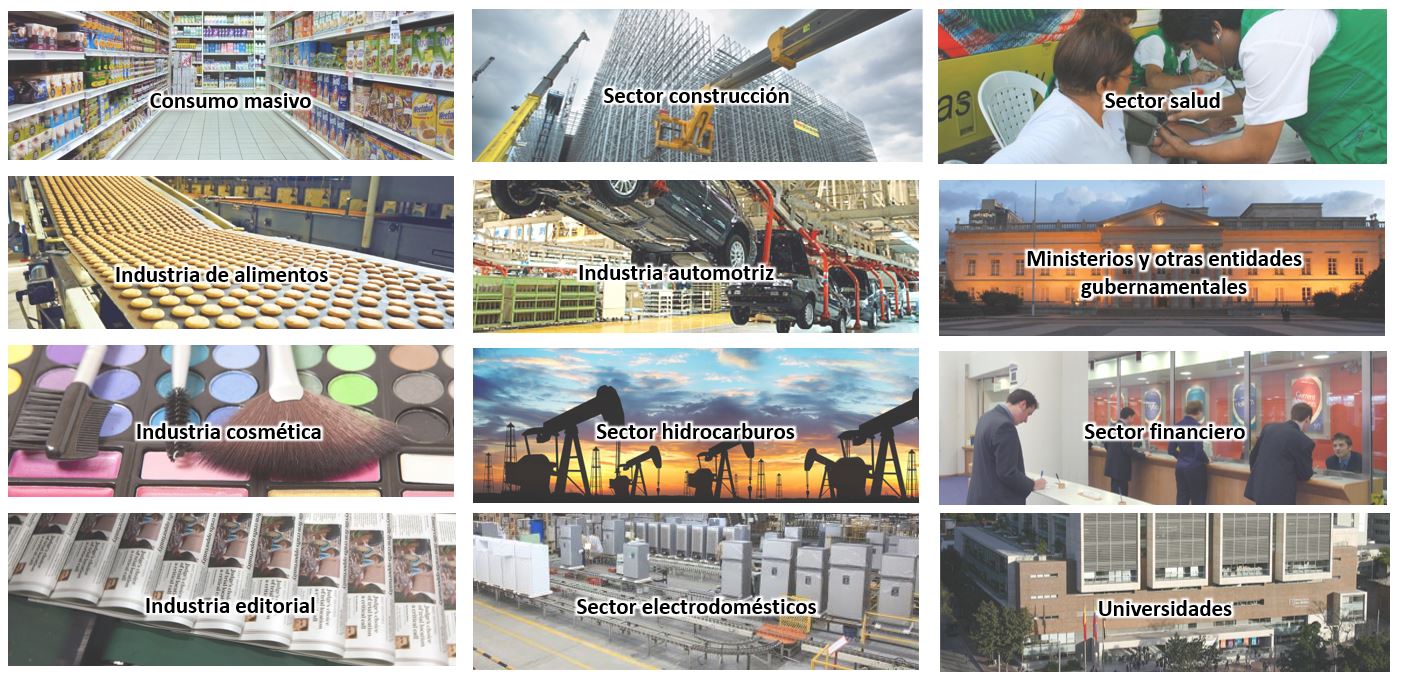 Consumo masivo
Sector construcción
Sector salud
Industria de alimentos
Industria automotriz
Ministerios y otras entidades
gubernamentales
Industria cosmética
Sector hidrocarburos
Sector financiero
Industria editorial
Sector electrodomésticos
Universidades